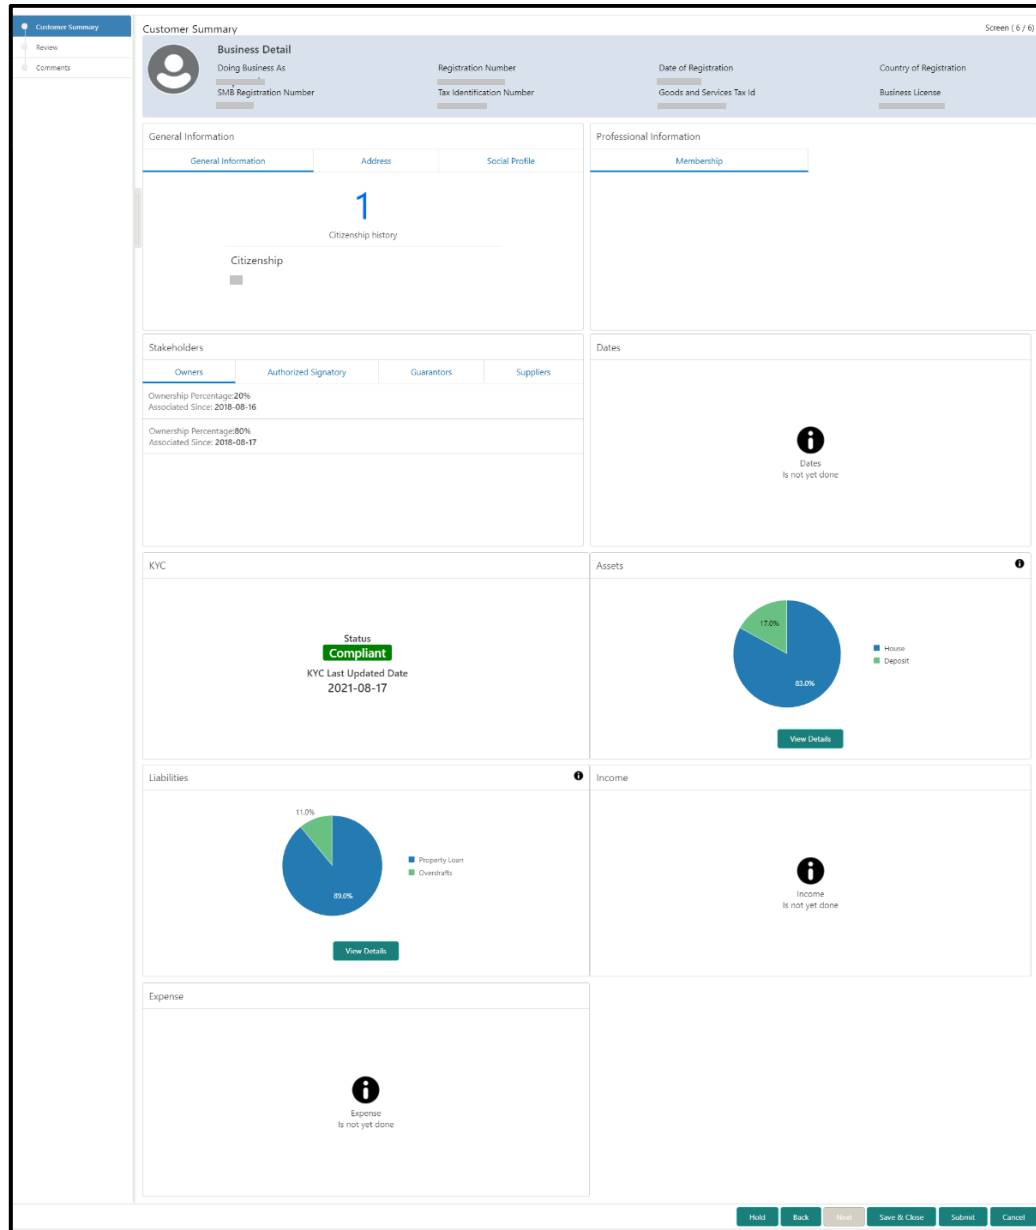 Customer Summary
Review
Comments
Customer Summary
Screen ( 6 / 6)
Business Detail
Doing Business As
Registration Number
Date of Registration
Country of Registration
SMB Registration Number
Tax Identification Number
Goods and Services Tax Id
Business License
General Information
General Information
Address
Social Profile
1
Citizenship history
Citizenship
Professional Information
Membership
Stakeholders
Owners
Authorized Signatory
Guarantors
Suppliers
Ownership Percentage:20%
Associated Since: 2018-08-16
Ownership Percentage:80%
Associated Since: 2018-08-17
Dates
Dates
Is not yet done
KYC
Status
Compliant
KYC Last Updated Date
2021-08-17
Assets
17.0%
83.0%
House
Deposit
View Details
Liabilities
11.0%
89.0%
Property Loan
Overdrafts
View Details
Income
Income
Is not yet done
Expense
Expense
Is not yet done
Hold
Back
Next
Save & Close
Submit
Cancel